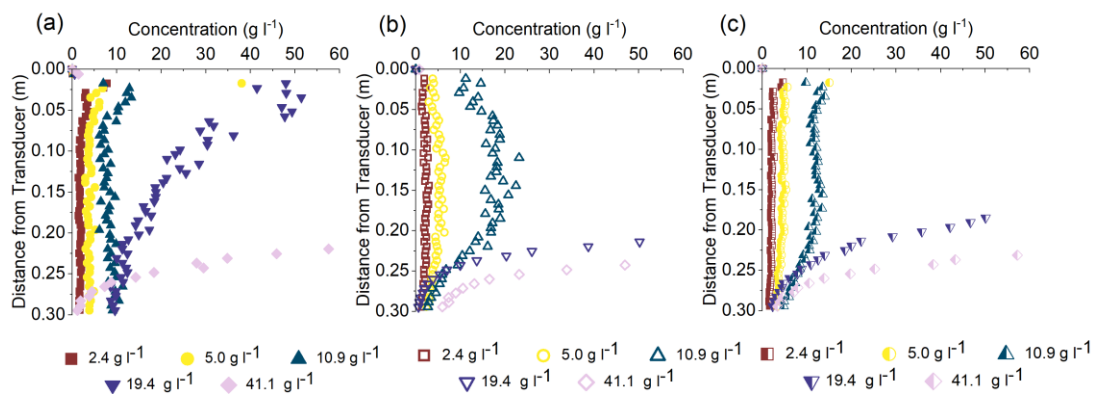 (a)
Concentration (g l⁻¹)
0 10 20 30 40 50 60
0.00
0.05
0.10
0.15
0.20
0.25
0.30
Distance from Transducer (m)
2.4 g l⁻¹ 5.0 g l⁻¹ 10.9 g l⁻¹
19.4 g l⁻¹ 41.1 g l⁻¹
(b)
Concentration (g l⁻¹)
0 10 20 30 40 50 60
0.00
0.05
0.10
0.15
0.20
0.25
0.30
Distance from Transducer (m)
2.4 g l⁻¹ 5.0 g l⁻¹ 10.9 g l⁻¹
19.4 g l⁻¹ 41.1 g l⁻¹
(c)
Concentration (g l⁻¹)
0 10 20 30 40 50 60
0.00
0.05
0.10
0.15
0.20
0.25
0.30
Distance from Transducer (m)
2.4 g l⁻¹ 5.0 g l⁻¹ 10.9 g l⁻¹
19.4 g l⁻¹ 41.1 g l⁻¹